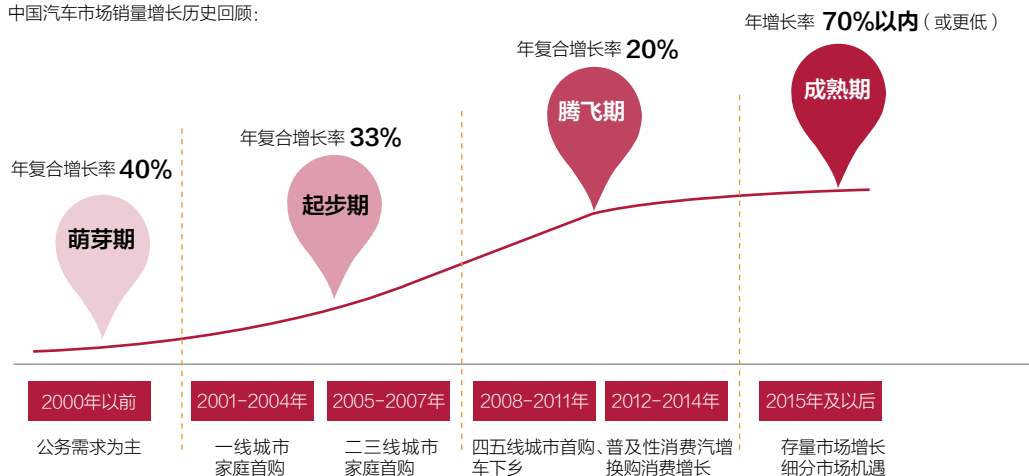 中国汽车市场销量增长历史回顾：
年复合增长率 40%
萌芽期
年复合增长率 33%
起步期
年复合增长率 20%
腾飞期
年增长率 70%以内（或更低）
成熟期
2000年以前
公务需求为主
2001-2004年
一线城市
家庭首购
2005-2007年
二三线城市
家庭首购
2008-2011年
四五线城市首购、
车下乡
2012-2014年
普及性消费汽增
换购消费增长
2015年及以后
存量市场增长
细分市场机遇